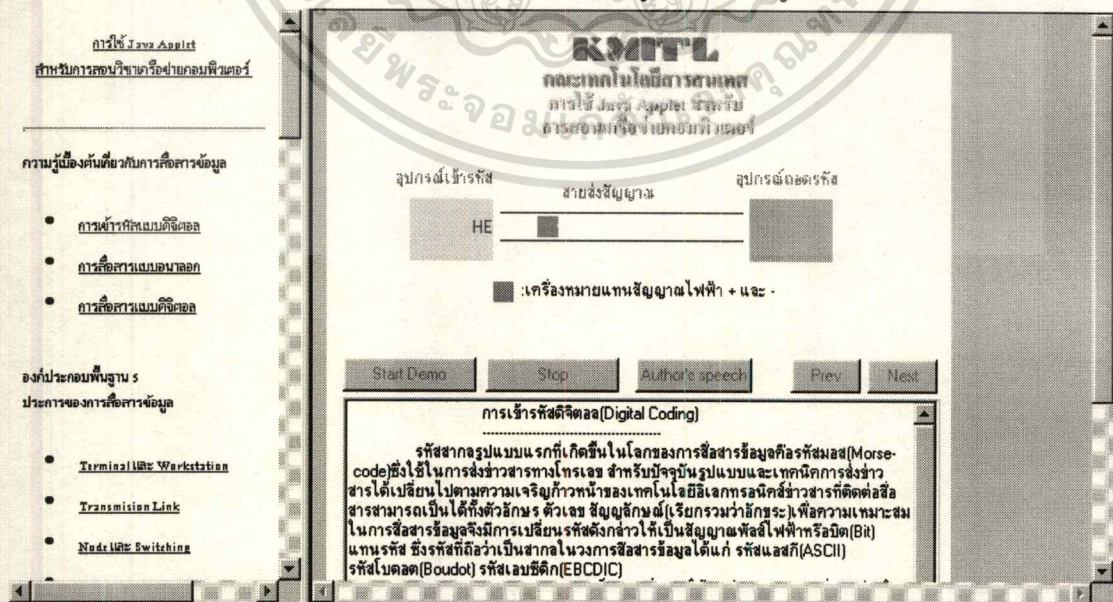 การใช้ Java Applet
สำหรับการสอนวิชาเครือข่ายคอมพิวเตอร์
ความรู้เบื้องต้นเกี่ยวกับการสื่อสารข้อมูล
การเข้ารหัสแบบดิจิตอล
การสื่อสารแบบอนาลอก
การสื่อสารแบบดิจิตอล
องค์ประกอบพื้นฐาน 5
ประการของการสื่อสารข้อมูล
Terminal และ Workstation
Transmision Link
Node และ Switching
KMITL
คณะเทคโนโลยีสารสนเทศ
การใช้ Java Applet สำหรับ
การสอนเครือข่ายคอมพิวเตอร์
อุปกรณ์เข้ารหัส
สายส่งสัญญาณ
อุปกรณ์ถอดรหัส
HE
:เครื่องหมายแทนสัญญาณไฟฟ้า + และ -
Start Demo Stop Author's speech Prev Next
การเข้ารหัสดิจิตอล(Digital Coding)
รหัสสากลรูปแบบแรกที่เกิดขึ้นในโลกของการสื่อสารข้อมูลคือรหัสมอส(Morse-
code)ซึ่งใช้ในการส่งข่าวสารทางโทรเลข สำหรับปัจจุบันรูปแบบและเทคนิคการส่งข่าว
สารได้เปลี่ยนไปตามความเจริญก้าวหน้าของเทคโนโลยีอิเลกทรอนิคส์ข่าวสารที่ติดต่อสื่อ
สารสามารถเป็นได้ทั้งตัวอักษร ตัวเลข สัญญลักษณ์(เรียกรวมว่าอักขระ)เพื่อความเหมาะสม
ในการสื่อสารข้อมูลจึงมีการเปลี่ยนรหัสดังกล่าวให้เป็นสัญญาณพัลส์ไฟฟ้าหรือบิต(Bit)
แทนรหัส ซึ่งรหัสที่ถือว่าเป็นสากลในวงการสื่อสารข้อมูลได้แก่ รหัสแอสกี(ASCII)
รหัสโบดอต(Boudot) รหัสเอบซีดิก(EBCDIC)